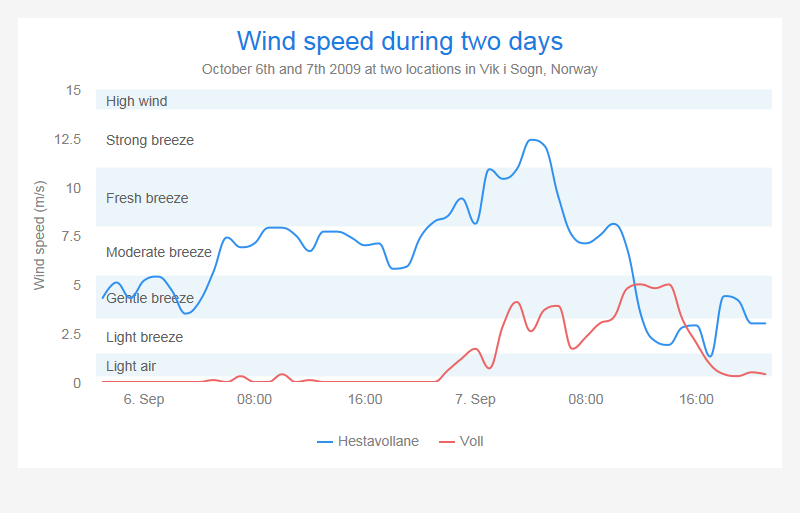 Wind speed during two days
October 6th and 7th 2009 at two locations in Vik i Sogn, Norway
Wind speed (m/s)
15
High wind
12.5
Strong breeze
10
Fresh breeze
7.5
Moderate breeze
5
Gentle breeze
2.5
Light breeze
Light air
0
6. Sep 08:00 16:00 7. Sep 08:00 16:00
Hestavollane Voll